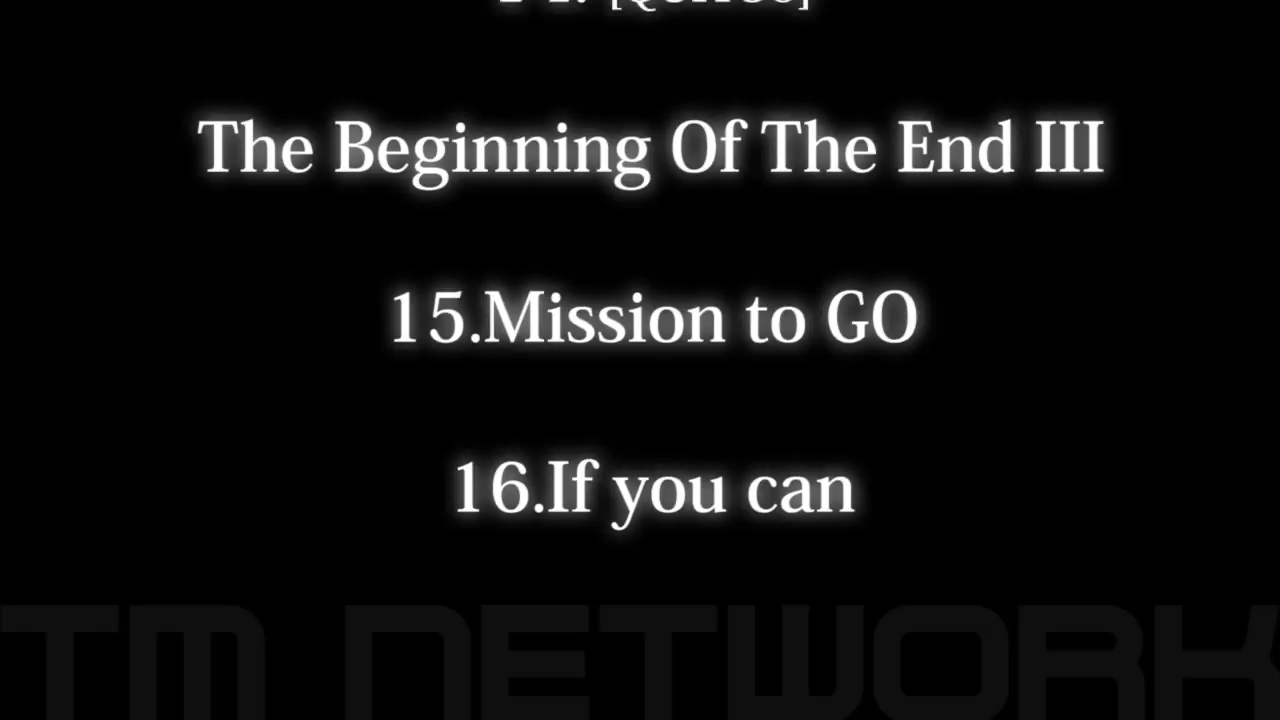 The Beginning Of The End III
15.Mission to GO
16.If you can
TM NETWORK